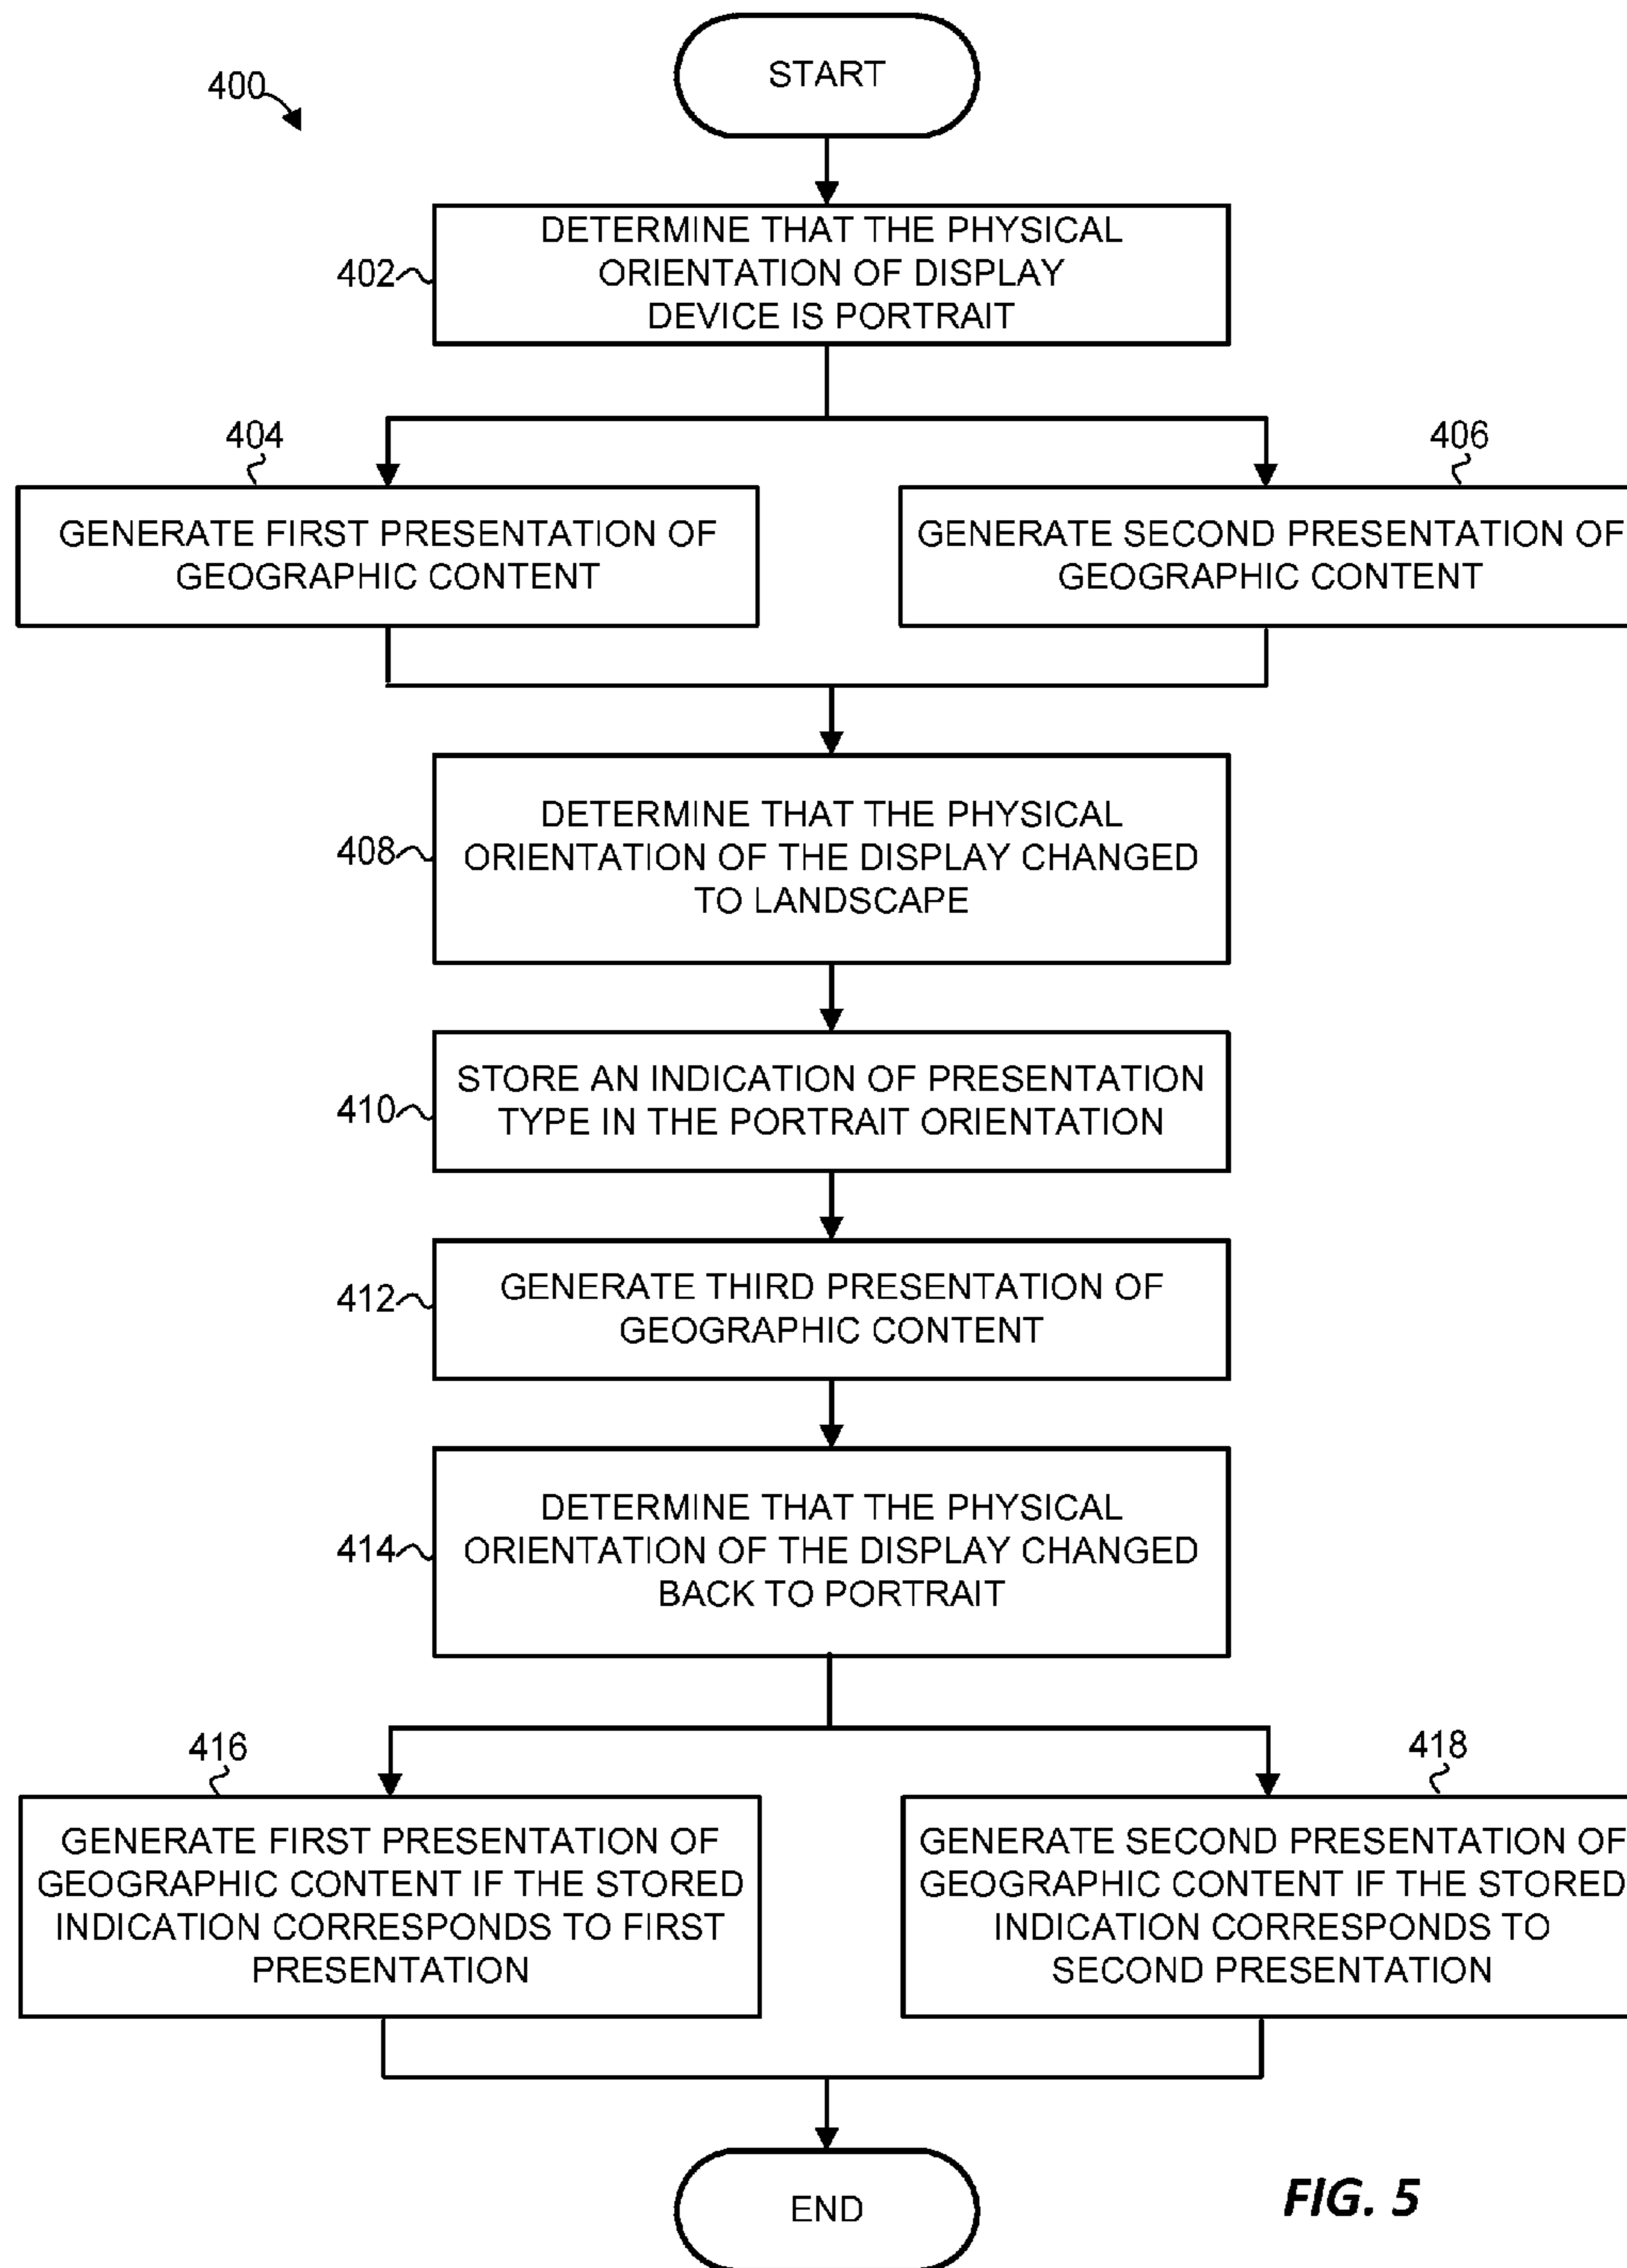 400
START
402
DETERMINE THAT THE PHYSICAL
ORIENTATION OF DISPLAY
DEVICE IS PORTRAIT
404
GENERATE FIRST PRESENTATION OF
GEOGRAPHIC CONTENT
406
GENERATE SECOND PRESENTATION OF
GEOGRAPHIC CONTENT
408
DETERMINE THAT THE PHYSICAL
ORIENTATION OF THE DISPLAY CHANGED
TO LANDSCAPE
410
STORE AN INDICATION OF PRESENTATION
TYPE IN THE PORTRAIT ORIENTATION
412
GENERATE THIRD PRESENTATION OF
GEOGRAPHIC CONTENT
414
DETERMINE THAT THE PHYSICAL
ORIENTATION OF THE DISPLAY CHANGED
BACK TO PORTRAIT
416
GENERATE FIRST PRESENTATION OF
GEOGRAPHIC CONTENT IF THE STORED
INDICATION CORRESPONDS TO FIRST
PRESENTATION
418
GENERATE SECOND PRESENTATION OF
GEOGRAPHIC CONTENT IF THE STORED
INDICATION CORRESPONDS TO
SECOND PRESENTATION
END
FIG. 5